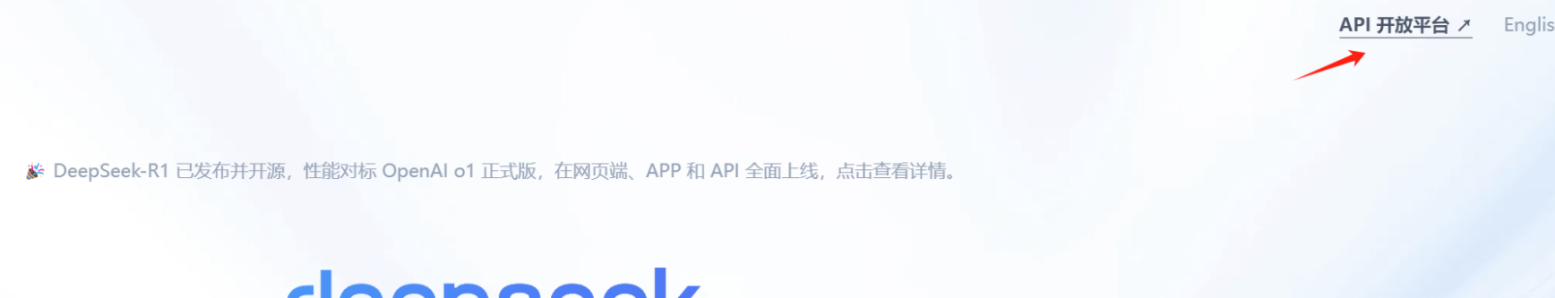 API 开放平台 ↗
Englis
🎉 DeepSeek-R1 已发布并开源，性能对标 OpenAI o1 正式版，在网页端、APP 和 API 全面上线，点击查看详情。
deepseek